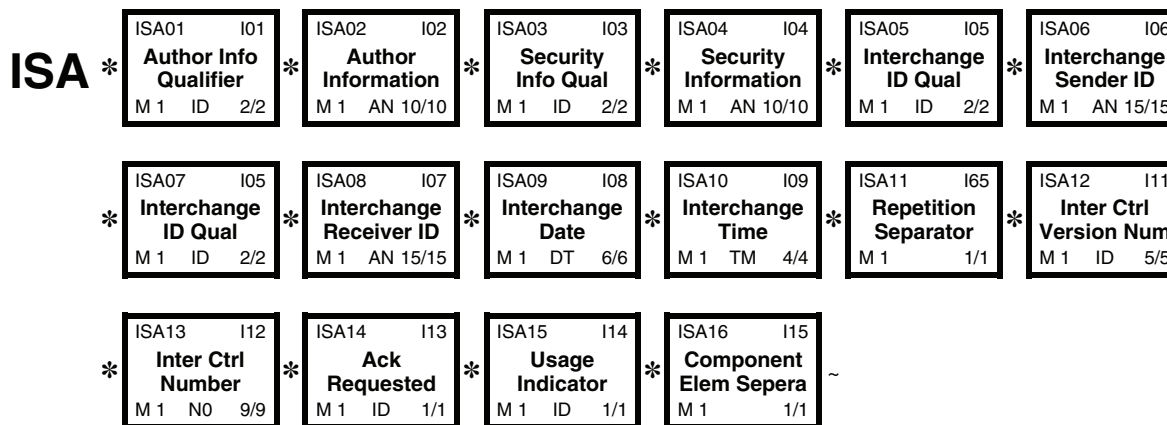 ISA * ISA01 I01 * ISA02 I02 * ISA03 I03 * ISA04 I04 * ISA05 I05 * ISA06 I06
Author Info Author Security Security Interchange Interchange
Qualifier Information Info Qual Information ID Qual Sender ID
M 1 ID 2/2 M 1 AN 10/10 M 1 ID 2/2 M 1 AN 10/10 M 1 ID 2/2 M 1 AN 15/15
* ISA07 I05 * ISA08 I07 * ISA09 I08 * ISA10 I09 * ISA11 I65 * ISA12 I11
Interchange Interchange Interchange Interchange Repetition Inter Ctrl
ID Qual Receiver ID Date Time Separator Version Num
M 1 ID 2/2 M 1 AN 15/15 M 1 DT 6/6 M 1 TM 4/4 M 1 1/1 M 1 ID 5/5
* ISA13 I12 * ISA14 I13 * ISA15 I14 * ISA16 I15 ~
Inter Ctrl Ack Usage Component
Number Requested Indicator Elem Sepera
M 1 N0 9/9 M 1 ID 1/1 M 1 ID 1/1 M 1 1/1